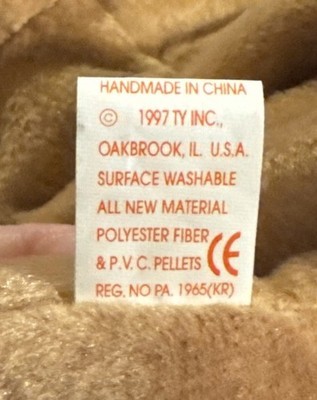 HANDMADE IN CHINA
© 1997 TY INC.,
OAKBROOK, IL. U.S.A.
SURFACE WASHABLE
ALL NEW MATERIAL
POLYESTER FIBER
& P.V.C. PELLETS CE
REG. NO PA. 1965(KR)